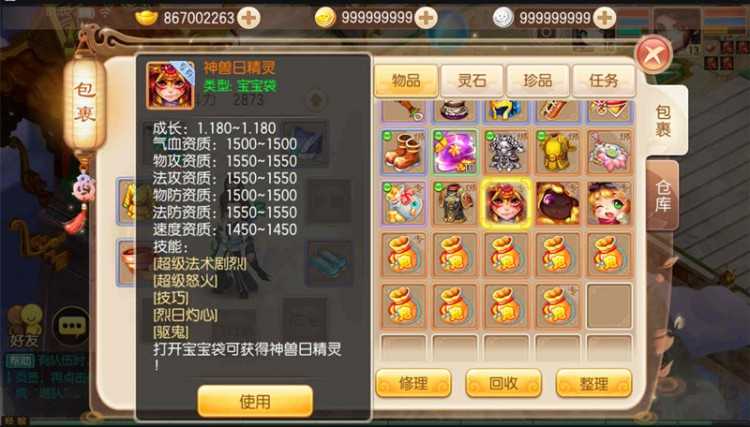 867002263
999999999
999999999
神兽日精灵
类型: 宝宝袋
2873
成长: 1.180~1.180
气血资质: 1500~1500
物攻资质: 1550~1550
法攻资质: 1550~1550
物防资质: 1500~1500
法防资质: 1550~1550
速度资质: 1450~1450
技能:
[超级法术剧烈]
[超级怒火]
[技巧]
[烈日灼心]
[驱鬼]
打开宝宝袋可获得神兽日精灵
!
使用
包裹
物品
灵石
珍品
任务
包裹
仓库
修理
回收
整理
好友
帮助
13